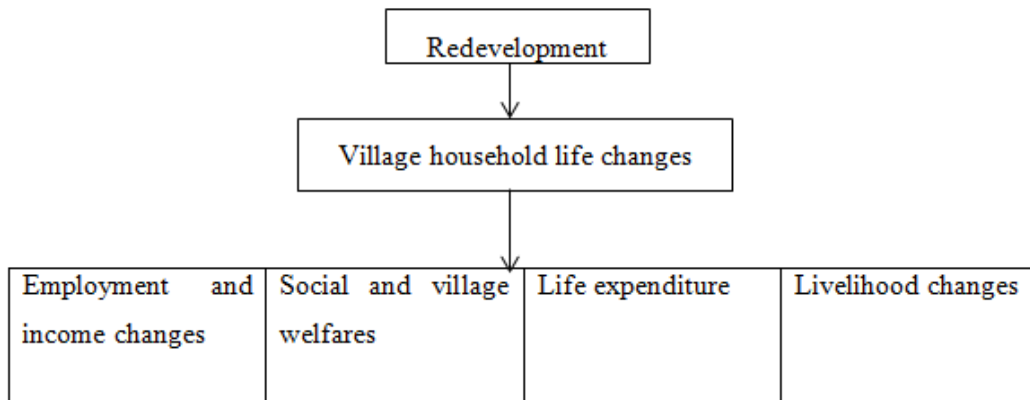 Redevelopment
Village household life changes
Employment and
income changes
Social and village
welfares
Life expenditure
Livelihood changes